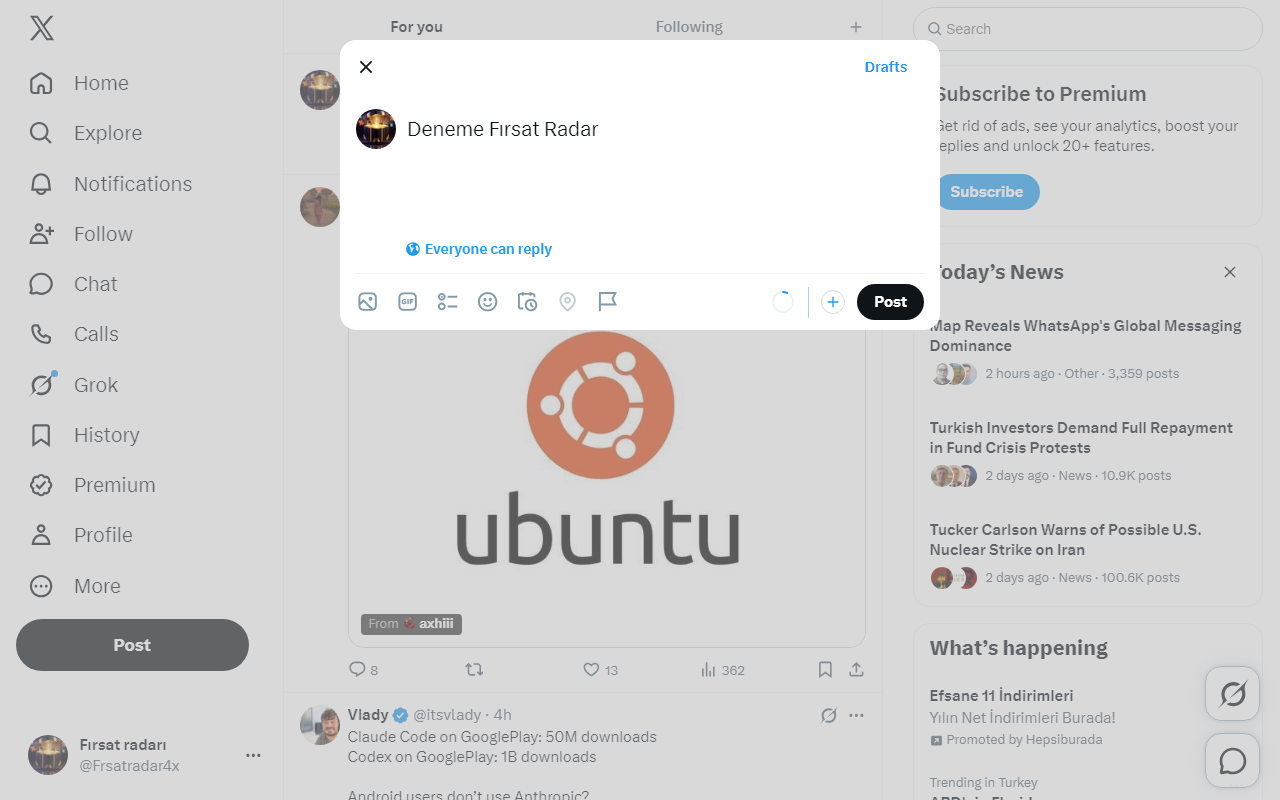 For you
Following
Search
Home
Explore
Notifications
Follow
Chat
Calls
Grok
History
Premium
Profile
More
Post
Fırsat radarı
@Frsatradar4x
Drafts
Deneme Fırsat Radar
Everyone can reply
GIF
Post
ubuntu
From axhiii
8
13
362
Vlady @itsvlady · 4h
Claude Code on GooglePlay: 50M downloads
Codex on GooglePlay: 1B downloads
Android users don't use Anthropic?
Subscribe to Premium
Get rid of ads, see your analytics, boost your
replies and unlock 20+ features.
Subscribe
Today's News
Map Reveals WhatsApp's Global Messaging
Dominance
2 hours ago · Other · 3,359 posts
Turkish Investors Demand Full Repayment
in Fund Crisis Protests
2 days ago · News · 10.9K posts
Tucker Carlson Warns of Possible U.S.
Nuclear Strike on Iran
2 days ago · News · 100.6K posts
What's happening
Efsane 11 İndirimleri
Yılın Net İndirimleri Burada!
Promoted by Hepsiburada
Trending in Turkey